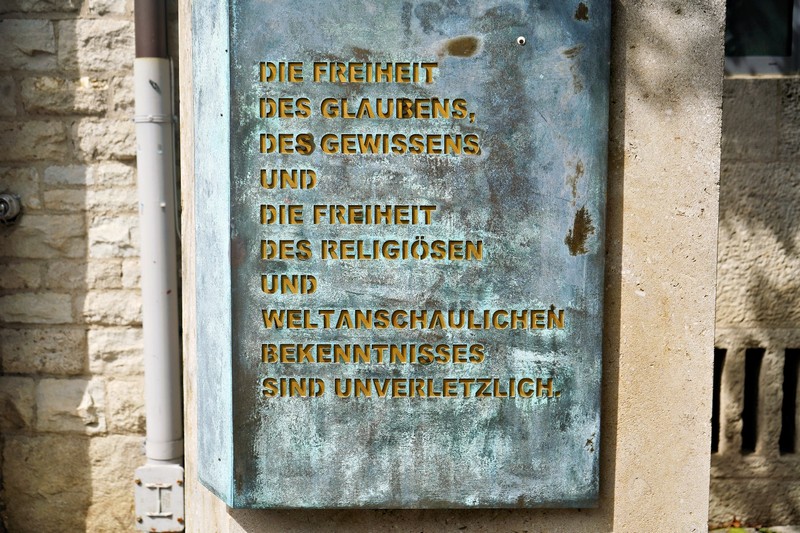 DIE FREIHEIT
DES GLAUBENS,
DES GEWISSENS
UND
DIE FREIHEIT
DES RELIGIÖSEN
UND
WELTANSCHAULICHEN
BEKENNTNISSES
SIND UNVERLETZLICH.